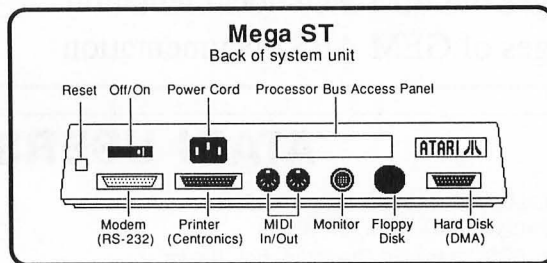 Mega ST
Back of system unit
Reset Off/On Power Cord Processor Bus Access Panel
ATARI
Modem Printer MIDI Monitor Floppy Hard Disk
(RS-232) (Centronics) In/Out Disk (DMA)